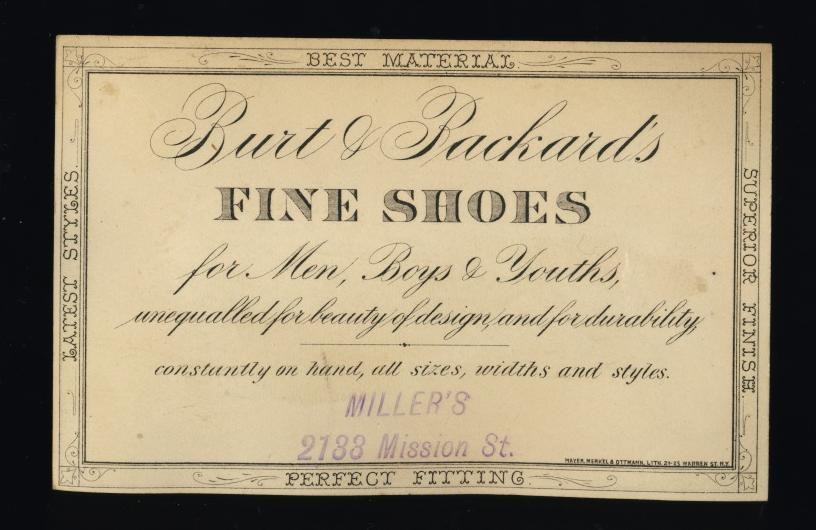 BEST MATERIAL.
LATEST STYLES.
SUPERIOR FINISH.
Burt & Packard's
FINE SHOES
for Men, Boys & Youths,
unequalled for beauty of design, and for durability,
constantly on hand, all sizes, widths and styles.
MILLER'S
2133 Mission St.
MAYER, MERKEL & OTTMANN, LITH. 21-25 WARREN ST. N.Y.
PERFECT FITTING